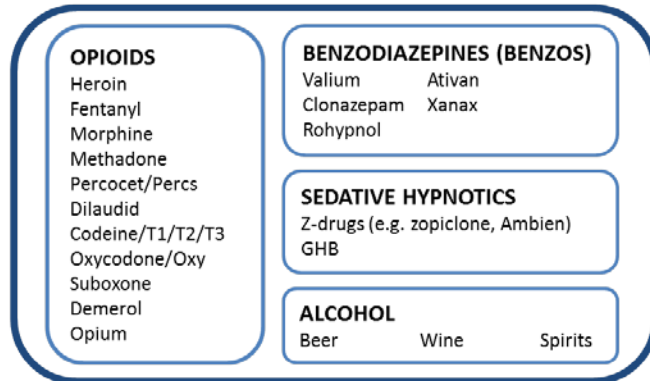 OPIOIDS
Heroin
Fentanyl
Morphine
Methadone
Percocet/Percs
Dilaudid
Codeine/T1/T2/T3
Oxycodone/Oxy
Suboxone
Demerol
Opium
BENZODIAZEPINES (BENZOS)
Valium Ativan
Clonazepam Xanax
Rohypnol
SEDATIVE HYPNOTICS
Z-drugs (e.g. zopiclone, Ambien)
GHB
ALCOHOL
Beer Wine Spirits